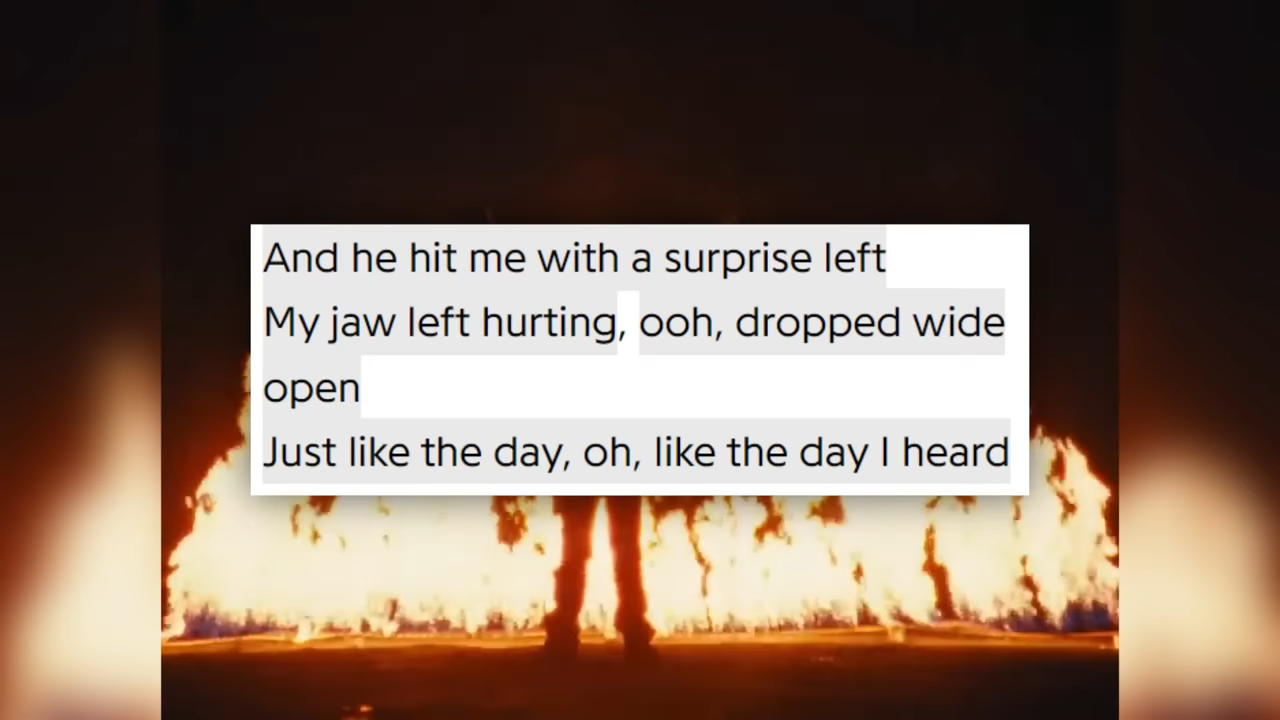 And he hit me with a surprise left
My jaw left hurting, ooh, dropped wide
open
Just like the day, oh, like the day I heard